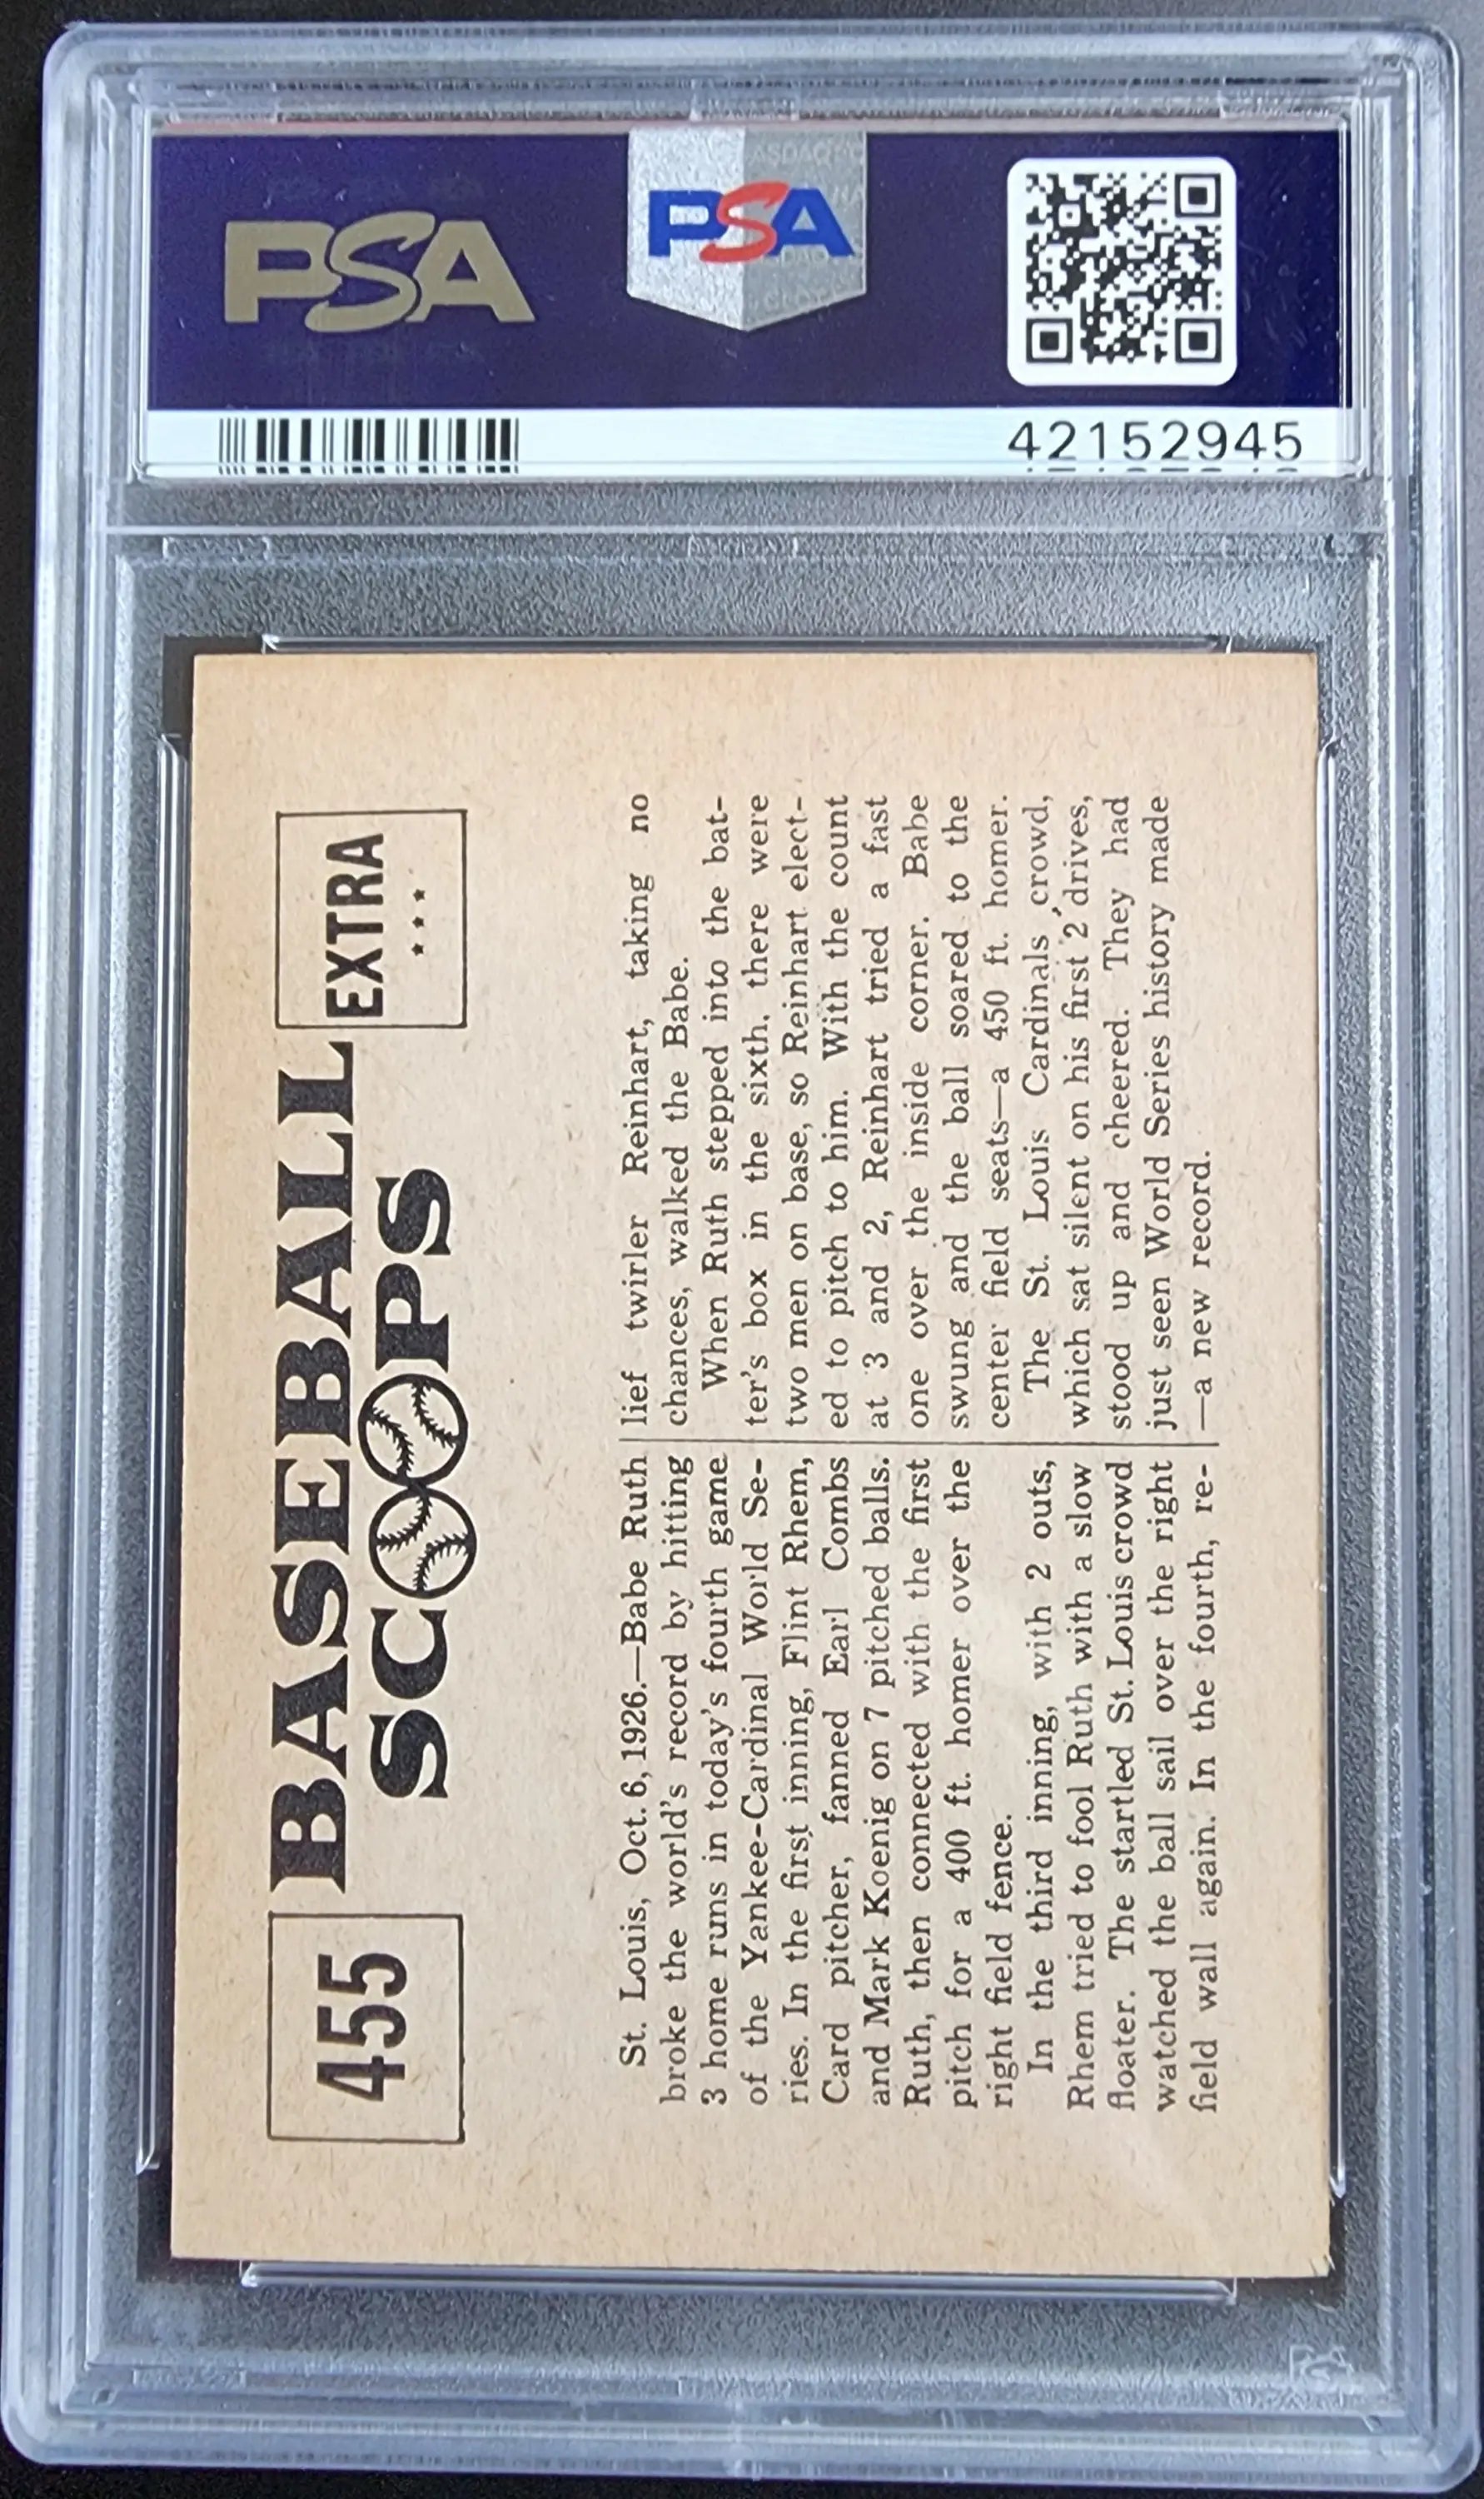 PSA
PSA
42152945
455
BASEBALL
SCOOPS
EXTRA
St. Louis, Oct. 6, 1926.—Babe Ruth
broke the world's record by hitting
3 home runs in today's fourth game
of the Yankee-Cardinal World Se-
ries. In the first inning, Flint Rhem,
Card pitcher, fanned Earl Combs
and Mark Koenig on 7 pitched balls.
Ruth, then connected with the first
pitch for a 400 ft. homer over the
right field fence.
In the third inning, with 2 outs,
Rhem tried to fool Ruth with a slow
floater. The startled St. Louis crowd
watched the ball sail over the right
field wall again. In the fourth, re-
lief twirler Reinhart, taking no
chances, walked the Babe.
When Ruth stepped into the bat-
ter's box in the sixth, there were
two men on base, so Reinhart elect-
ed to pitch to him. With the count
at 3 and 2, Reinhart tried a fast
one over the inside corner. Babe
swung and the ball soared to the
center field seats—a 450 ft. homer.
The St. Louis Cardinals crowd,
which sat silent on his first 2 drives,
stood up and cheered. They had
just seen World Series history made
—a new record.